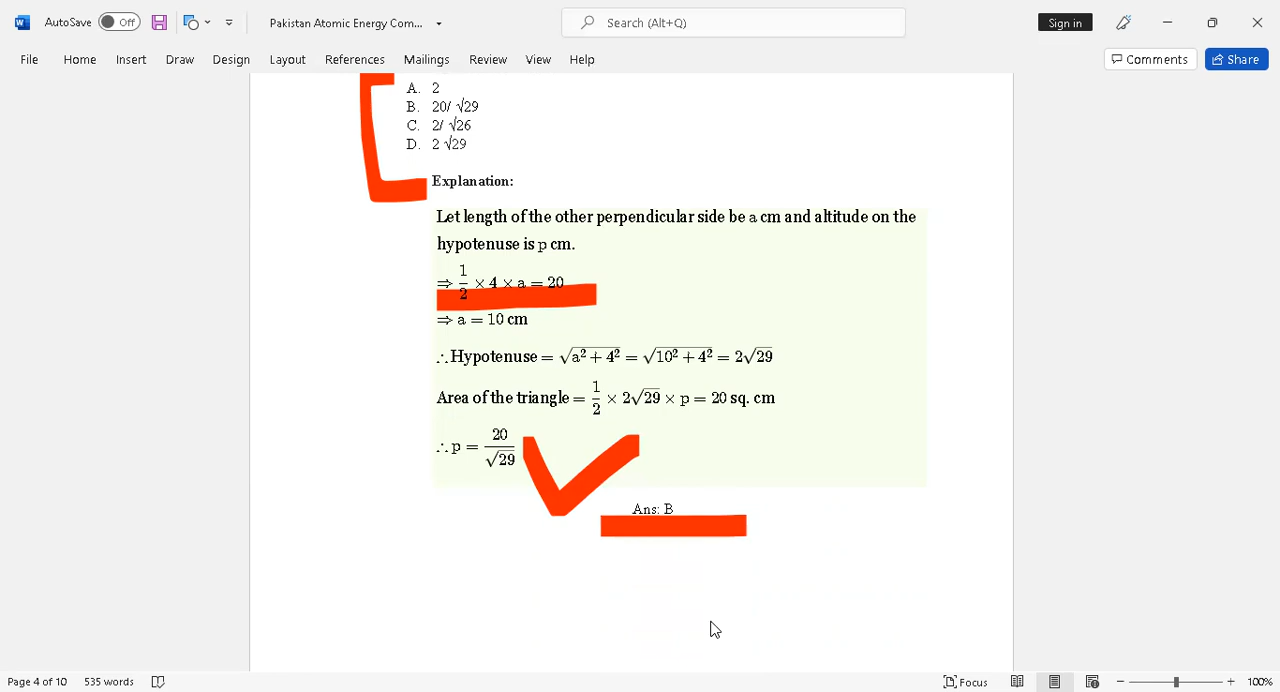 AutoSave Off Pakistan Atomic Energy Com... Search (Alt+Q) Sign in
File Home Insert Draw Design Layout References Mailings Review View Help Comments Share
A. 2
B. 20/ √29
C. 2/ √26
D. 2 √29
Explanation:
Let length of the other perpendicular side be a cm and altitude on the
hypotenuse is p cm.
⇒ 1/2 × 4 × a = 20
⇒ a = 10 cm
∴ Hypotenuse = √(a² + 4²) = √(10² + 4²) = 2√29
Area of the triangle = 1/2 × 2√29 × p = 20 sq. cm
∴ p = 20/√29
Ans: B
Page 4 of 10 535 words Focus 100%